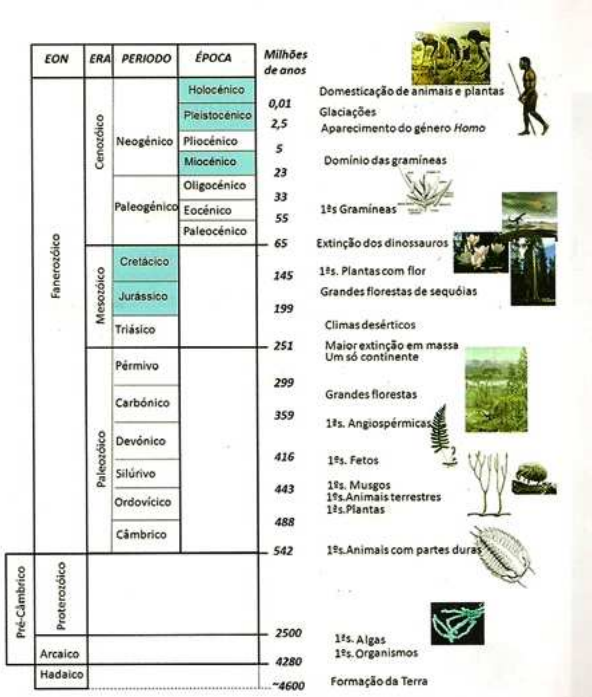 EON ERA PERIODO ÉPOCA Milhões de anos
Holocénico
Domesticação de animais e plantas
0,01
Glaciações
Pleistocénico
2,5
Aparecimento do género Homo
Cenozóico
Neogénico
Pliocénico
5
Miocénico
Domínio das gramíneas
23
Oligocénico
33
Paleogénico
Eocénico
1ªs Gramíneas
55
Paleocénico
65
Extinção dos dinossauros
Fanerozóico
Mesozóico
Cretácico
145
1ªs. Plantas com flor
Jurássico
Grandes florestas de sequóias
199
Triásico
Climas desérticos
251
Maior extinção em massa
Um só continente
Paleozóico
Pérmivo
299
Carbónico
Grandes florestas
359
1ªs. Angiospérmicas
Devónico
416
1ªs. Fetos
Silúrivo
443
1ªs. Musgos
1ªs.Animais terrestres
Ordovícico
1ªs.Plantas
488
Câmbrico
542
1ªs.Animais com partes duras
Pré-Câmbrico
Proterozóico
2500
1ªs. Algas
Arcaico
1ªs.Organismos
4280
Hadaico
~4600
Formação da Terra